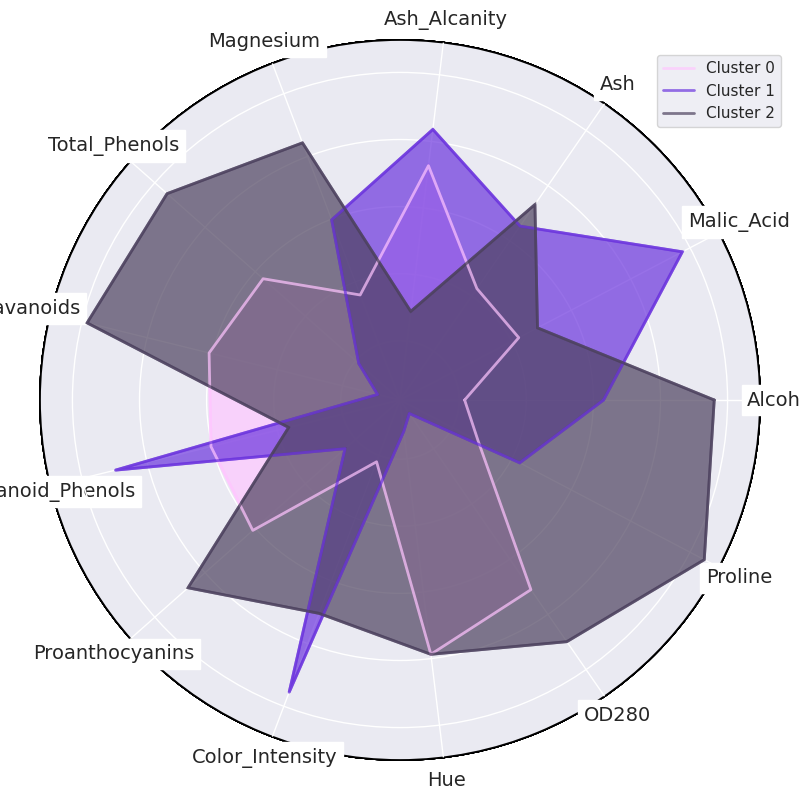 Ash_Alcanity
Magnesium
Ash
Cluster 0
Cluster 1
Cluster 2
Total_Phenols
Malic_Acid
avanoids
Alcoh
anoid_Phenols
Proline
Proanthocyanins
OD280
Color_Intensity
Hue